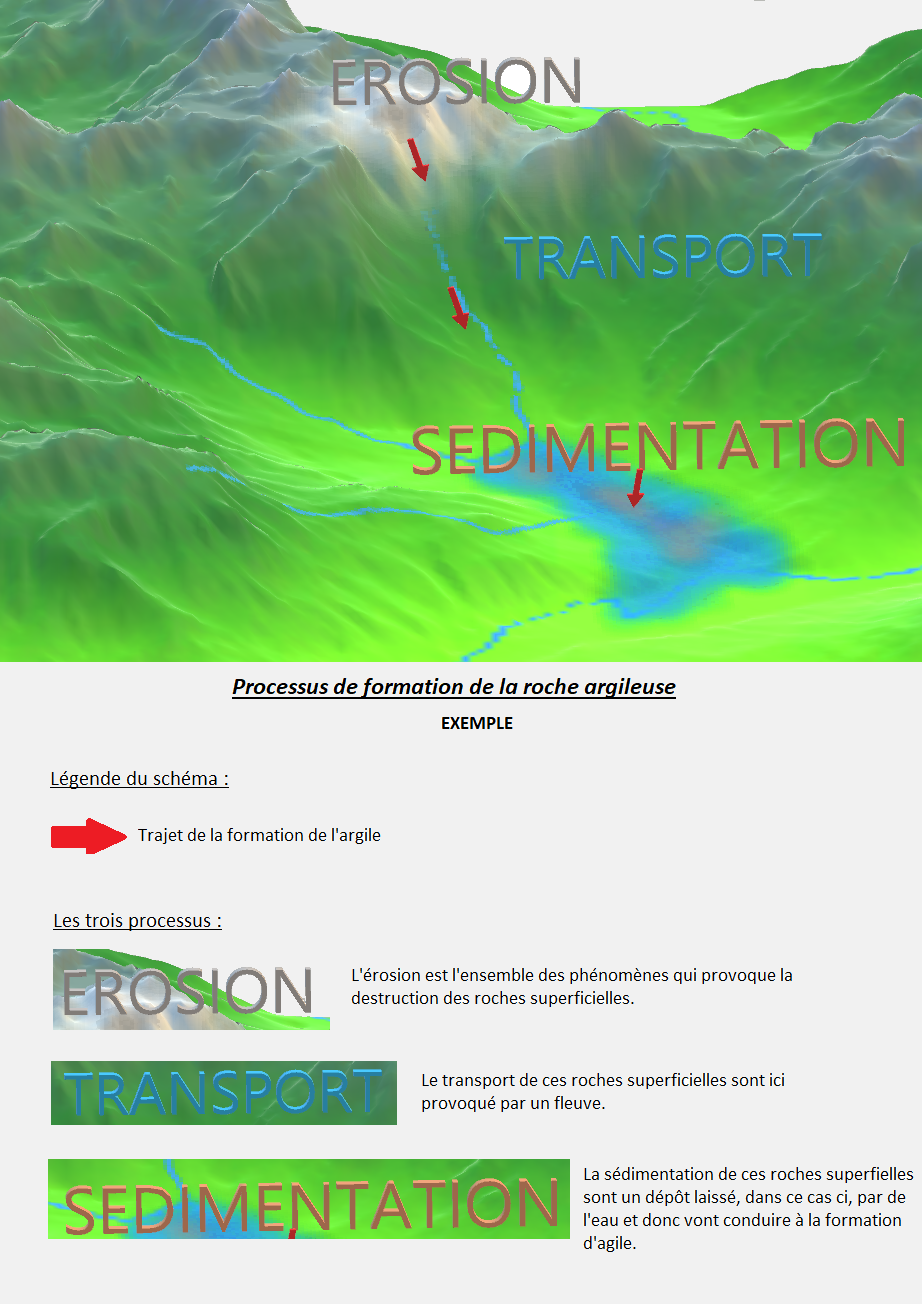 EROSION
TRANSPORT
SEDIMENTATION
Processus de formation de la roche argileuse
EXEMPLE
Légende du schéma :
Trajet de la formation de l'argile
Les trois processus :
EROSION
L'érosion est l'ensemble des phénomènes qui provoque la
destruction des roches superficielles.
TRANSPORT
Le transport de ces roches superficielles sont ici
provoqué par un fleuve.
SEDIMENTATION
La sédimentation de ces roches superfielles
sont un dépôt laissé, dans ce cas ci, par de
l'eau et donc vont conduire à la formation
d'agile.